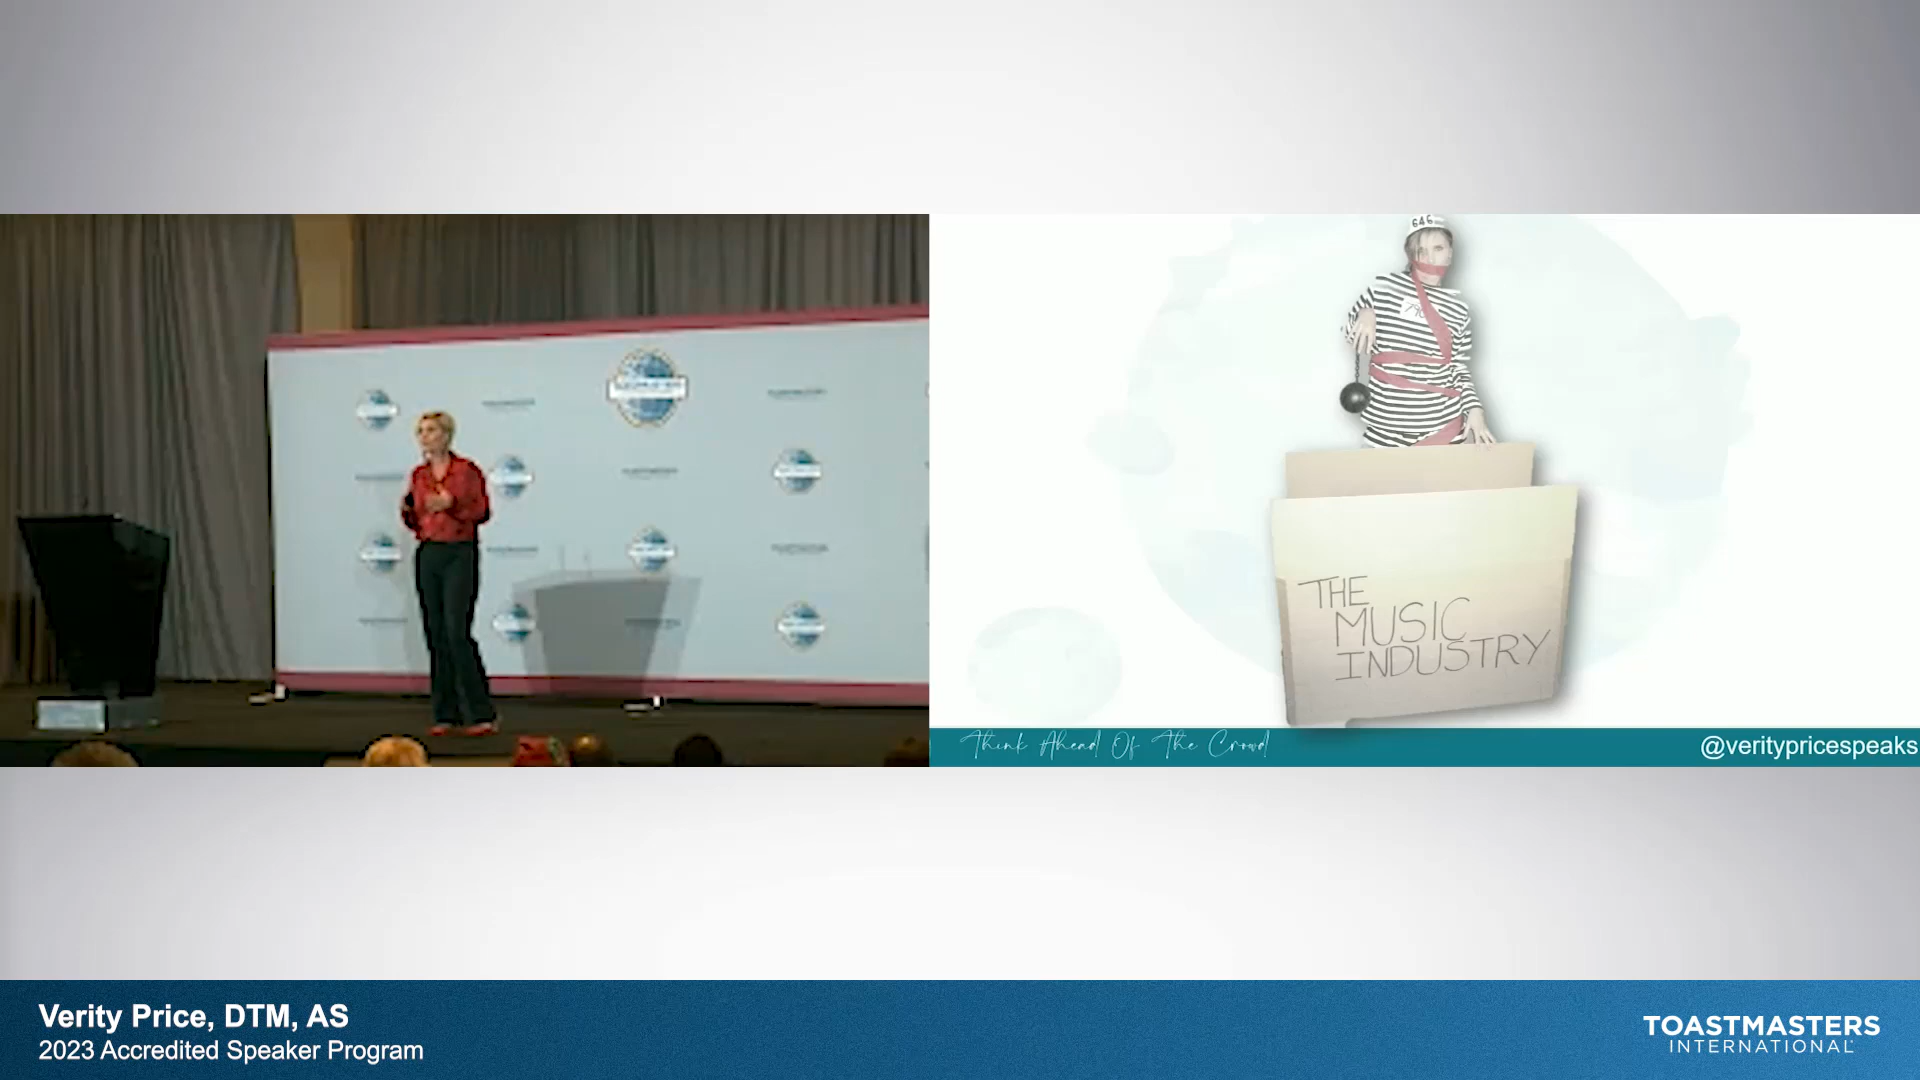 646
THE
MUSIC
INDUSTRY
Think Ahead Of The Crowd
@veritypricespeaks
Verity Price, DTM, AS
2023 Accredited Speaker Program
TOASTMASTERS
INTERNATIONAL